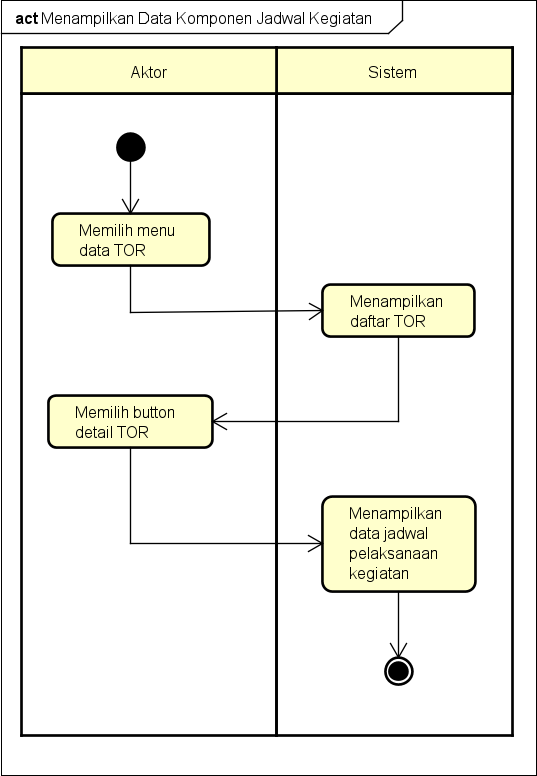 act Menampilkan Data Komponen Jadwal Kegiatan
Aktor
Sistem
Memilih menu
data TOR
Menampilkan
daftar TOR
Memilih button
detail TOR
Menampilkan
data jadwal
pelaksanaan
kegiatan